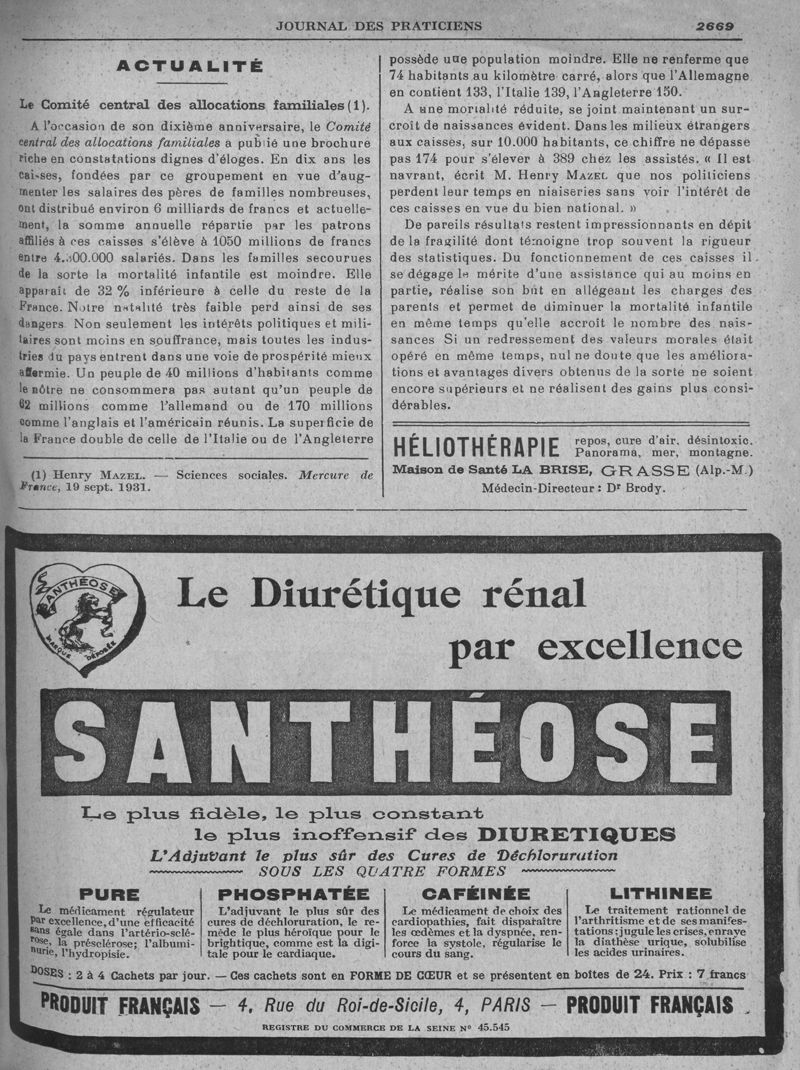 JOURNAL DES PRATICIENS 2669
ACTUALITÉ
Le Comité central des allocations familiales (1).
A l'occasion de son dixième anniversaire, le Comité
central des allocations familiales a publié une brochure
riche en constatations dignes d'éloges. En dix ans les
caisses, fondées par ce groupement en vue d'aug-
menter les salaires des pères de familles nombreuses,
ont distribué environ 6 milliards de francs et actuelle-
ment, la somme annuelle répartie par les patrons
affiliés à ces caisses s'élève à 1050 millions de francs
entre salariés. Dans les familles secourues
de la sorte la mortalité infantile est moindre. Elle
apparaît de 32 % inférieure à celle du reste de la
France. Notre natalité très faible perd ainsi de ses
dangers Non seulement les intérêts politiques et mili-
taires sont moins en souffrance, mais toutes les indus-
tries du pays entrent dans une voie de prospérité mieux
affermie. Un peuple de 40 millions d'habitants comme
le nôtre ne consommera pas autant qu'un peuple de
62 millions comme l'allemand ou de 170 millions
comme l'anglais et l'américain réunis. La superficie de
la France double de celle de l'Italie ou de l'Angleterre
(1) Henry MAZEL. — Sciences sociales. Mercure de
France, 19 sept. 1931.
possède une population moindre. Elle ne renferme que
74 habitants au kilomètre carré, alors que l'Allemagne
en contient 133, l'Italie 139, l'Angleterre 150.
A une mortalité réduite, se joint maintenant un sur-
croît de naissances évident. Dans les milieux étrangers
aux caisses, sur 10.000 habitants, ce chiffre ne dépasse
pas 174 pour s'élever à 389 chez les assistés. « Il est
navrant, écrit M. Henry MAZEL que nos politiciens
perdent leur temps en niaiseries sans voir l'intérêt de
ces caisses en vue du bien national. »
De pareils résultats restent impressionnants en dépit
de la fragilité dont témoigne trop souvent la rigueur
des statistiques. Du fonctionnement de ces caisses il
se dégage le mérite d'une assistance qui au moins en
partie, réalise son bût en allégeant les charges des
parents et permet de diminuer la mortalité infantile
en même temps qu'elle accroît le nombre des nais-
sances Si un redressement des valeurs morales était
opéré en même temps, nul ne doute que les améliora-
tions et avantages divers obtenus de la sorte ne soient
encore supérieurs et ne réalisent des gains plus consi-
dérables.
HÉLIOTHÉRAPIE repos, cure d'air, désintoxic.
Panorama, mer, montagne.
Maison de Santé LA BRISE, GRASSE (Alp.-M.)
Médecin-Directeur : Dr Brody.
SANTHÉOSE
MARQUE DÉPOSÉE
Le Diurétique rénal
par excellence
SANTHÉOSE
Le plus fidèle, le plus constant
le plus inoffensif des DIURETIQUES
L'Adjuvant le plus sûr des Cures de Déchloruration
SOUS LES QUATRE FORMES
PURE
Le médicament régulateur
par excellence, d'une efficacité
sans égale dans l'artério-sclé-
rose, la présclérose; l'albumi-
nurie, l'hydropisie.
PHOSPHATÉE
L'adjuvant le plus sûr des
cures de déchloruration, le re-
mède le plus héroïque pour le
brightique, comme est la digi-
tale pour le cardiaque.
CAFÉINÉE
Le médicament de choix des
cardiopathies, fait disparaître
les œdèmes et la dyspnée, ren-
force la systole, régularise le
cours du sang.
LITHINEE
Le traitement rationnel de
l'arthritisme et de ses manifes-
tations ; jugule les crises, enraye
la diathèse urique, solubilise
les acides urinaires.
DOSES : 2 à 4 Cachets par jour. — Ces cachets sont en FORME DE CŒUR et se présentent en boîtes de 24. Prix : 7 francs
PRODUIT FRANÇAIS — 4, Rue du Roi-de-Sicile, 4, PARIS — PRODUIT FRANÇAIS
REGISTRE DU COMMERCE DE LA SEINE No 45.545